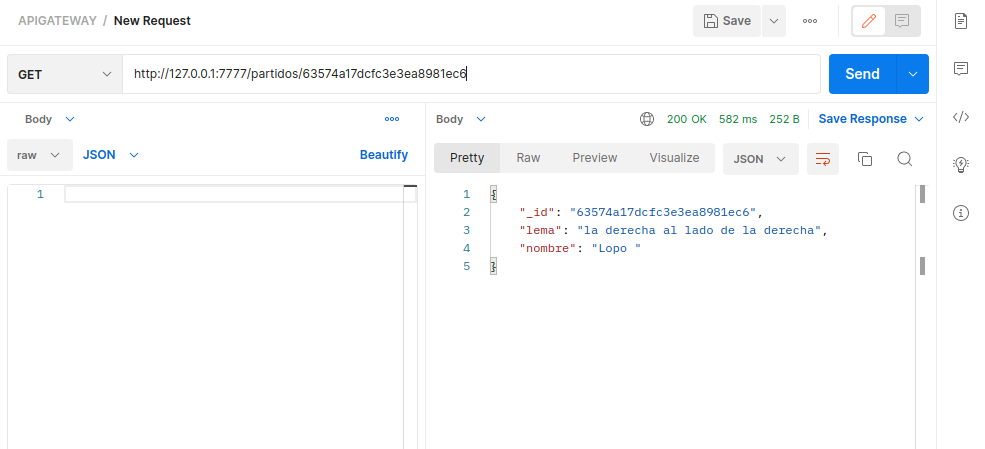 APIGATEWAY / New Request
Save
GET
http://127.0.0.1:7777/partidos/63574a17dcfc3e3ea8981ec6
Send
Body
raw
JSON
Beautify
1
Body
200 OK 582 ms 252 B
Save Response
Pretty Raw Preview Visualize
JSON
1 {
2 "_id": "63574a17dcfc3e3ea8981ec6",
3 "lema": "la derecha al lado de la derecha",
4 "nombre": "Lopo "
5 }